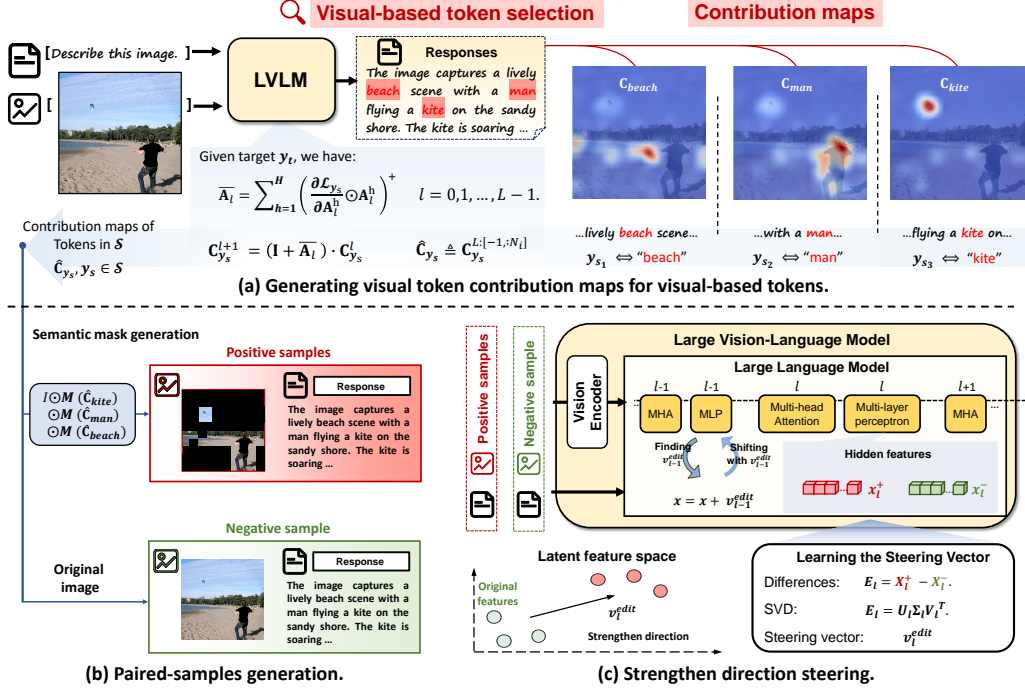 Visual-based token selection
Contribution maps
[Describe this image. ]
[ ]
LVLM
Responses
The image captures a lively
beach scene with a man
flying a kite on the sandy
shore. The kite is soaring ...
C_beach
C_man
C_kite
Given target y_t, we have:
\overline{A_l} = ∑_{h=1}^{H} ( ∂ℒ_{y_s} / ∂A_l^h ⊙ A_l^h )^+ l = 0,1, ..., L − 1.
C_{y_s}^{l+1} = (I + \overline{A_l}) · C_{y_s}^l Ĉ_{y_s} ≜ C_{y_s}^{L:[-1,:N_i]}
Contribution maps of
Tokens in 𝒮
Ĉ_{y_s}, y_s ∈ 𝒮
...lively beach scene...
y_{s_1} ⇔ "beach"
...with a man...
y_{s_2} ⇔ "man"
...flying a kite on...
y_{s_3} ⇔ "kite"
(a) Generating visual token contribution maps for visual-based tokens.
Semantic mask generation
I⊙M (Ĉ_kite)
⊙M (Ĉ_man)
⊙M (Ĉ_beach)
Positive samples
Response
The image captures a
lively beach scene with a
man flying a kite on the
sandy shore. The kite is
soaring ...
Negative sample
Original
image
Response
The image captures a
lively beach scene with a
man flying a kite on the
sandy shore. The kite is
soaring ...
(b) Paired-samples generation.
Positive samples
Negative sample
Large Vision-Language Model
Vision
Encoder
Large Language Model
l-1
l-1
l
l
l+1
...
MHA
MLP
Multi-head
Attention
Multi-layer
perceptron
MHA
...
Finding
v_{l-1}^{edit}
Shifting
with v_{l-1}^{edit}
x = x + v_{l-1}^{edit}
Hidden features
... x_l^+
... x_l^-
Latent feature space
Original
features
v_l^{edit}
Strengthen direction
Learning the Steering Vector
Differences: E_l = X_l^+ − X_l^-.
SVD: E_l = U_l Σ_l V_l^T.
Steering vector: v_l^{edit}
(c) Strengthen direction steering.